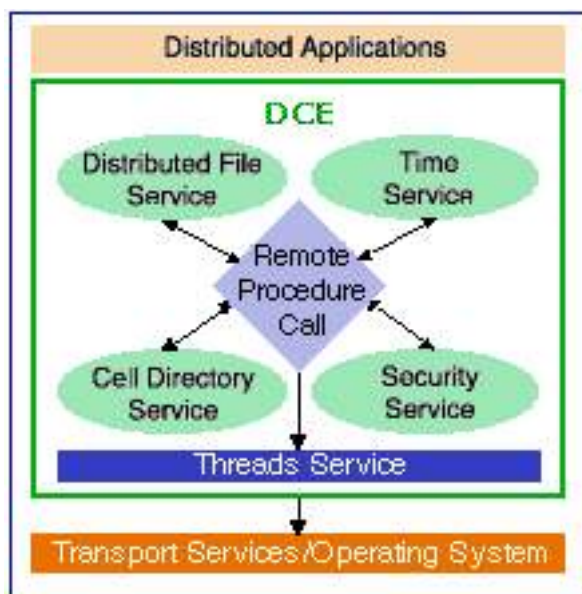 Distributed Applications
DCE
Distributed File
Service
Time
Service
Remote
Procedure
Call
Cell Directory
Service
Security
Service
Threads Service
Transport Services/Operating System